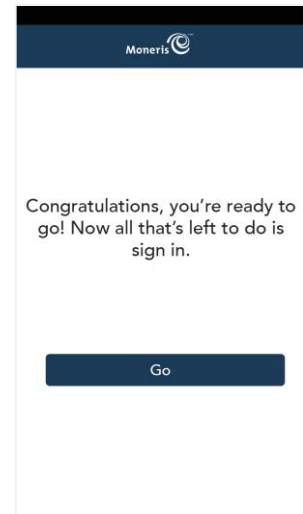 Moneris
Congratulations, you're ready to
go! Now all that's left to do is
sign in.
Go